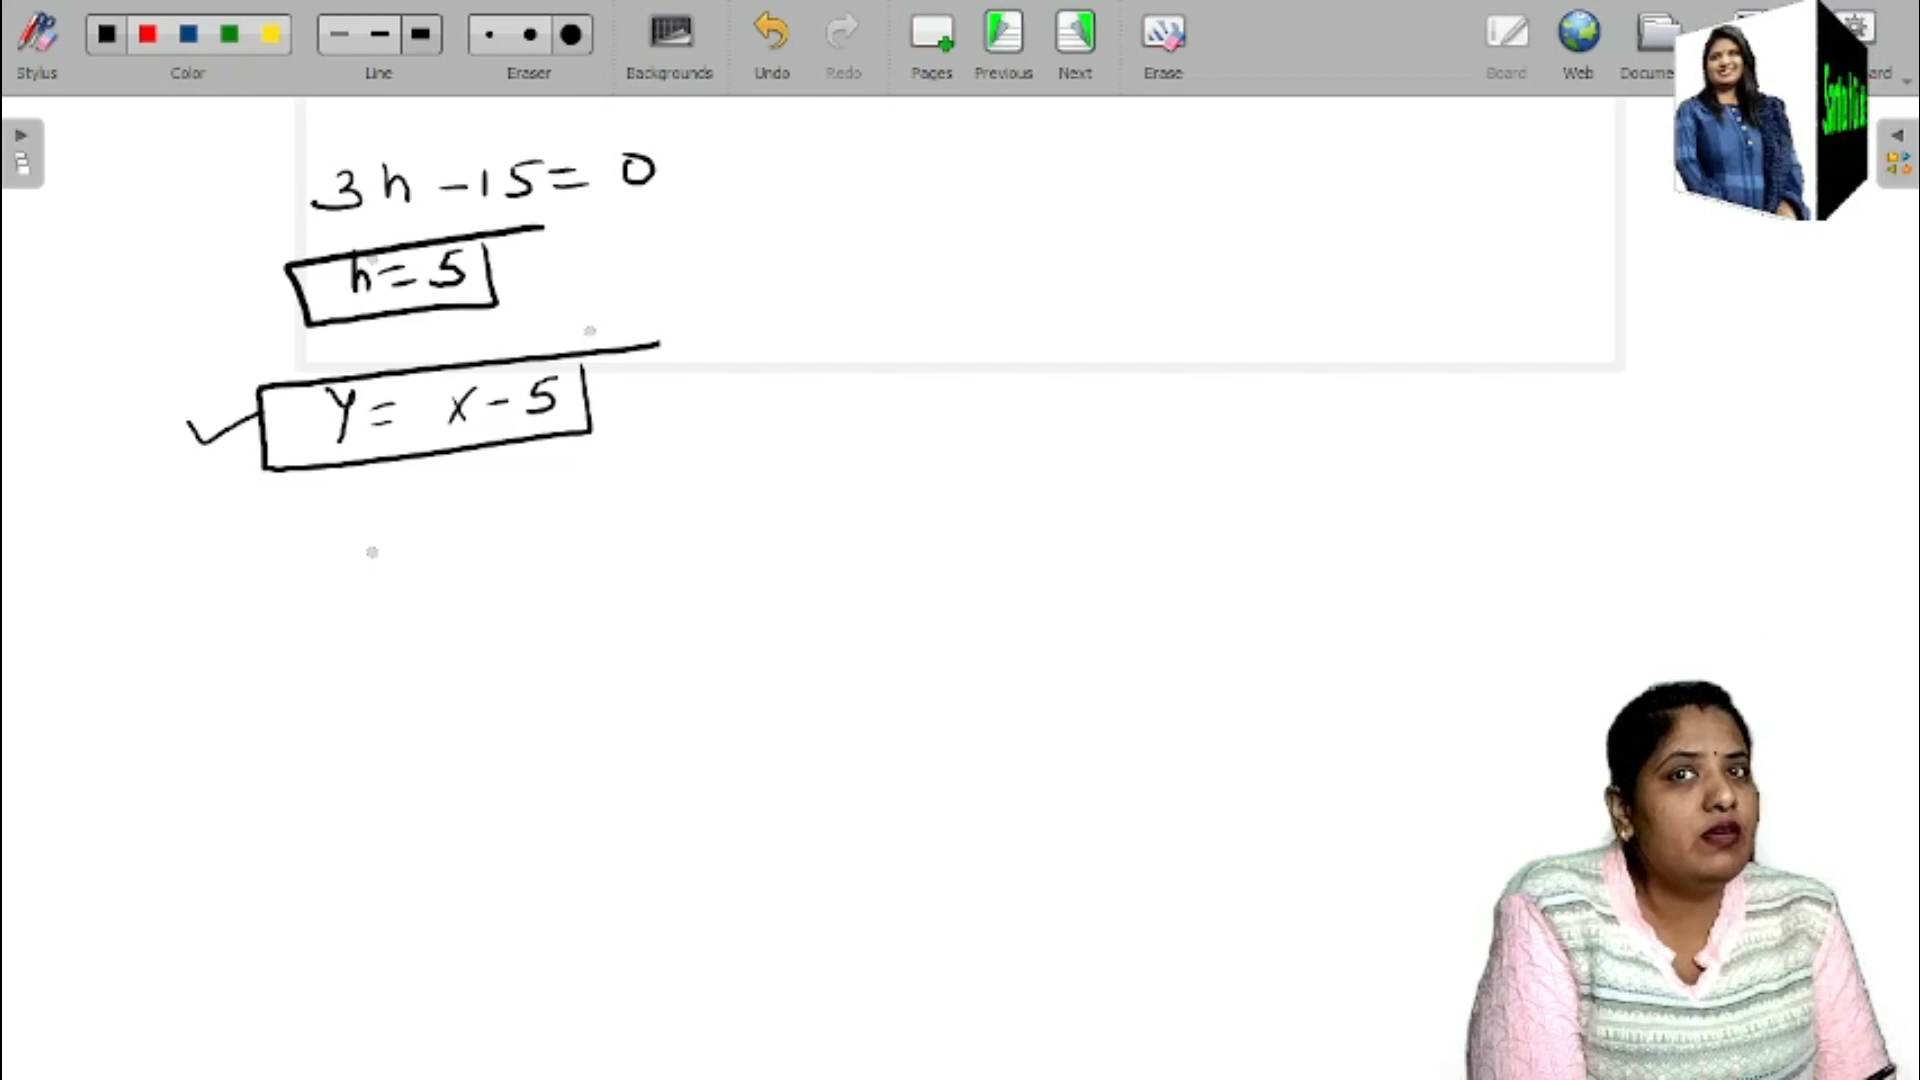 Stylus Color Line Eraser Backgrounds Undo Redo Pages Previous Next Erase Board Web
3h - 15 = 0
h = 5
y = x - 5